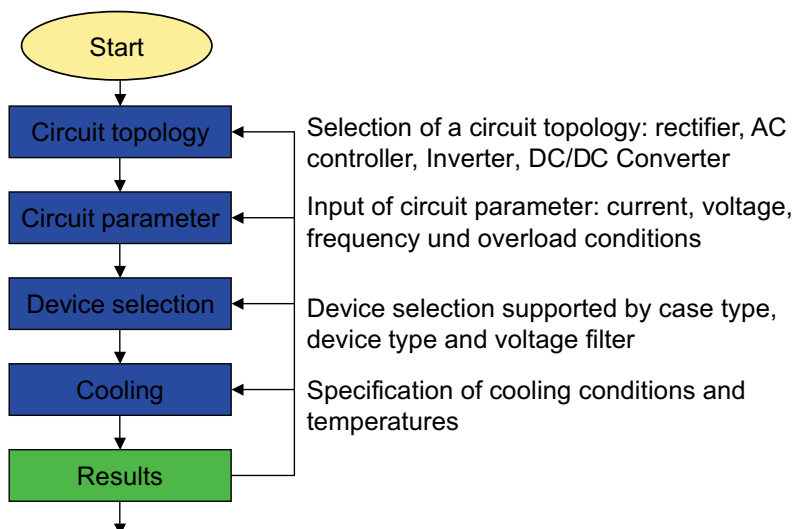 Start
Circuit topology
Selection of a circuit topology: rectifier, AC
controller, Inverter, DC/DC Converter
Circuit parameter
Input of circuit parameter: current, voltage,
frequency und overload conditions
Device selection
Device selection supported by case type,
device type and voltage filter
Cooling
Specification of cooling conditions and
temperatures
Results